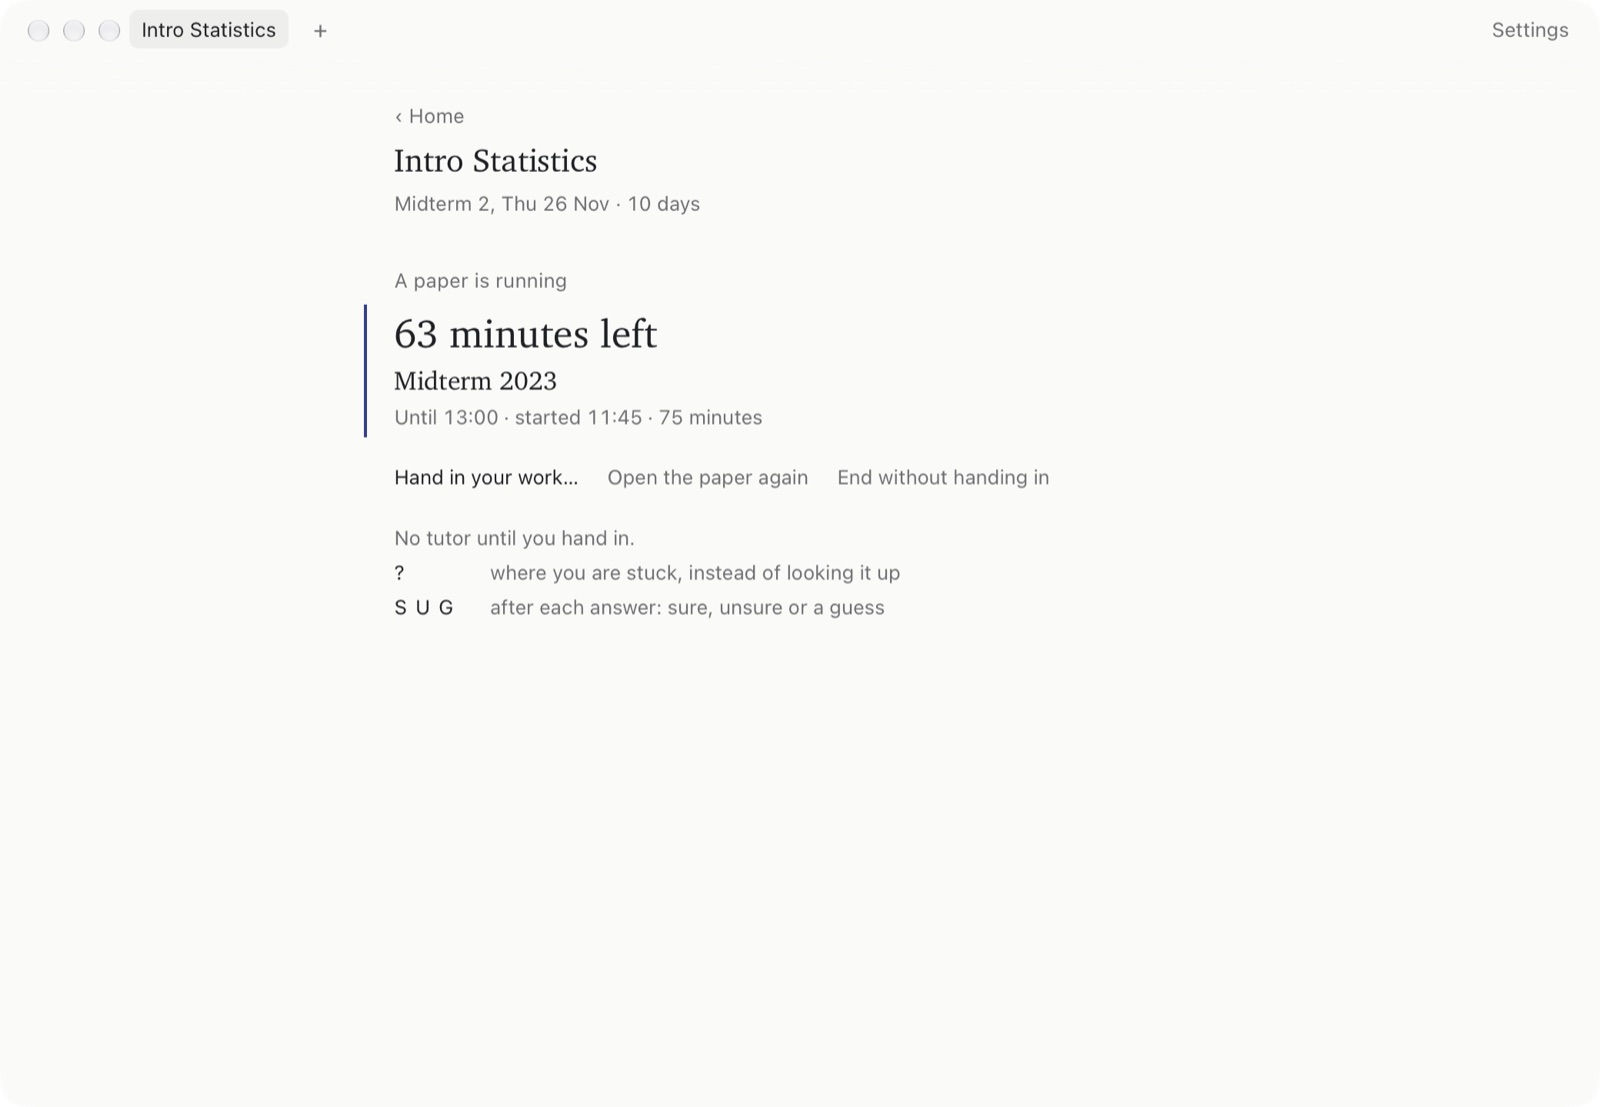 Intro Statistics
+
Settings
‹ Home
Intro Statistics
Midterm 2, Thu 26 Nov · 10 days
A paper is running
63 minutes left
Midterm 2023
Until 13:00 · started 11:45 · 75 minutes
Hand in your work... Open the paper again End without handing in
No tutor until you hand in.
? where you are stuck, instead of looking it up
S U G after each answer: sure, unsure or a guess